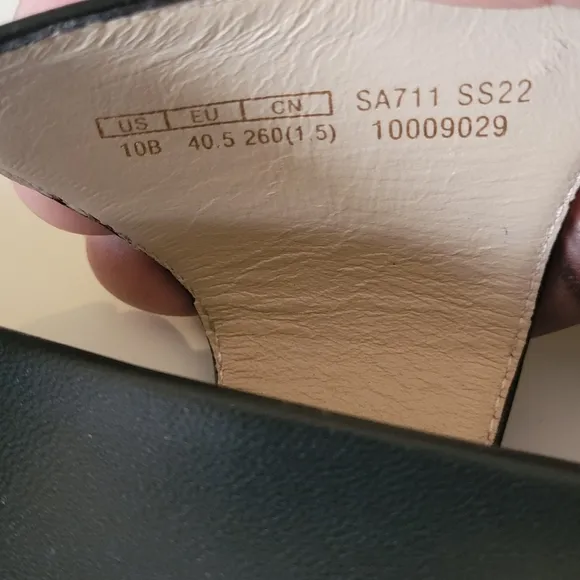 US EU CN
10B 40.5 260(1.5)
SA711 SS22
10009029